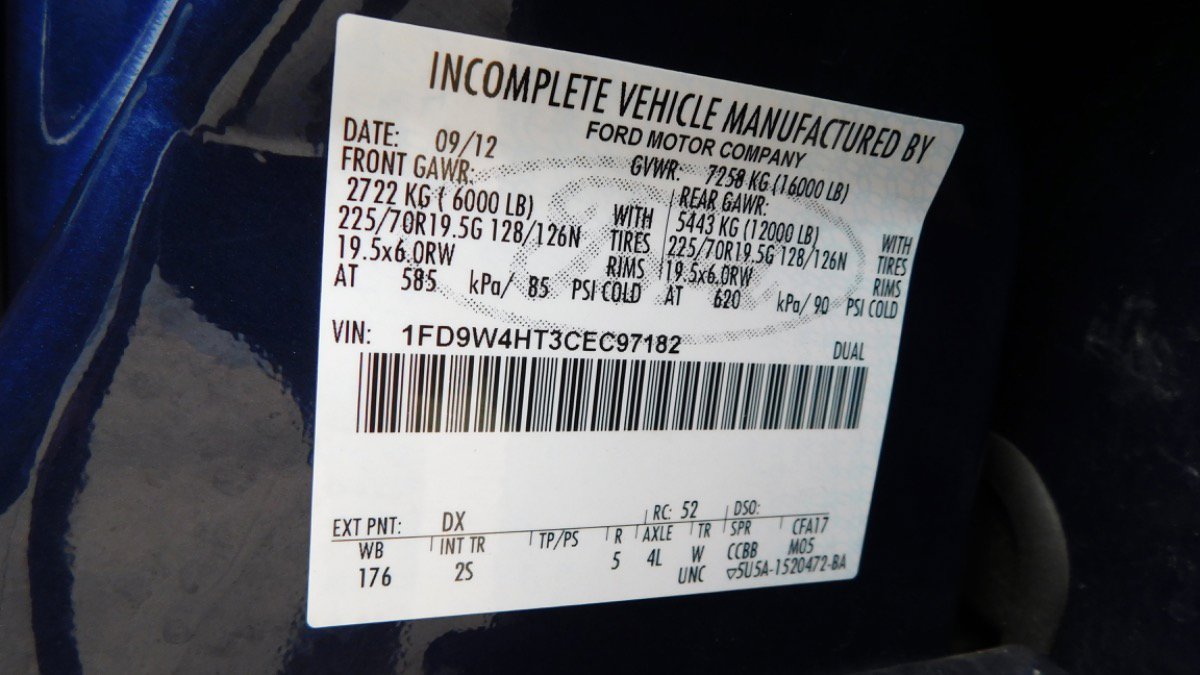 INCOMPLETE VEHICLE MANUFACTURED BY
FORD MOTOR COMPANY
DATE: 09/12 GVWR: 7258 KG (16000 LB)
FRONT GAWR: REAR GAWR:
2722 KG ( 6000 LB) WITH 5443 KG (12000 LB) WITH
225/70R19.5G 128/126N TIRES 225/70R19.5G 128/126N TIRES
19.5x6.0RW RIMS 19.5x6.0RW RIMS
AT 585 kPa/ 85 PSI COLD AT 620 kPa/ 90 PSI COLD
VIN: 1FD9W4HT3CEC97182 DUAL
EXT PNT: DX RC: 52 DSO:
WB INT TR TP/PS R AXLE TR SPR CFA17
176 2S 5 4L W CCBB M05
UNC ▽5U5A-1520472-BA